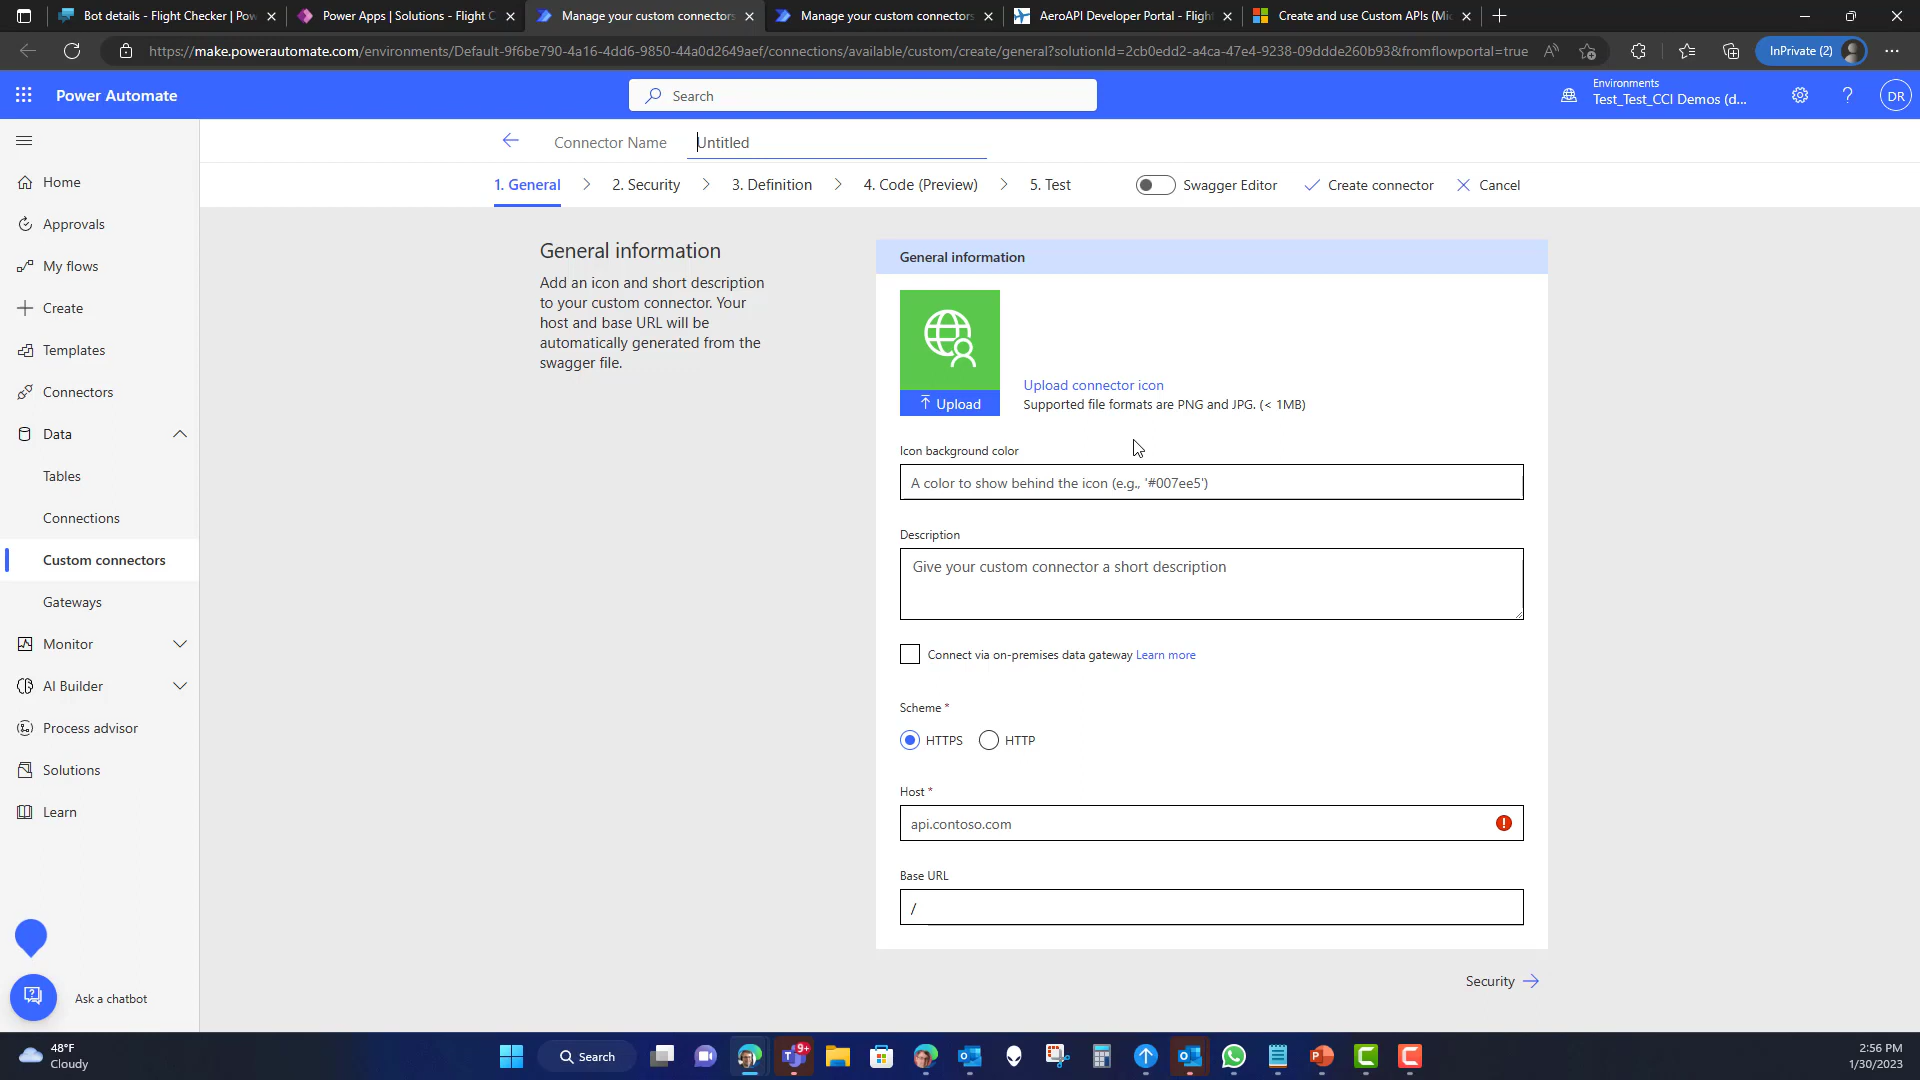 Bot details - Flight Checker | Pow
Power Apps | Solutions - Flight C
Manage your custom connectors
Manage your custom connectors
AeroAPI Developer Portal - Flight
Create and use Custom APIs (Mic
https://make.powerautomate.com/environments/Default-9f6be790-4a16-4dd6-9850-44a0d2649aef/connections/available/custom/create/general?solutionId=2cb0edd2-a4ca-47e4-9238-09ddde260b93&fromflowportal=true
InPrivate (2)
Power Automate
Search
Environments
Test_Test_CCI Demos (d...
DR
Connector Name
Untitled
1. General
2. Security
3. Definition
4. Code (Preview)
5. Test
Swagger Editor
Create connector
Cancel
Home
Approvals
My flows
Create
Templates
Connectors
Data
Tables
Connections
Custom connectors
Gateways
Monitor
AI Builder
Process advisor
Solutions
Learn
Ask a chatbot
General information
Add an icon and short description
to your custom connector. Your
host and base URL will be
automatically generated from the
swagger file.
General information
Upload
Upload connector icon
Supported file formats are PNG and JPG. (< 1MB)
Icon background color
A color to show behind the icon (e.g., '#007ee5')
Description
Give your custom connector a short description
Connect via on-premises data gateway Learn more
Scheme *
HTTPS
HTTP
Host *
api.contoso.com
Base URL
/
Security
48°F
Cloudy
Search
9+
2:56 PM
1/30/2023